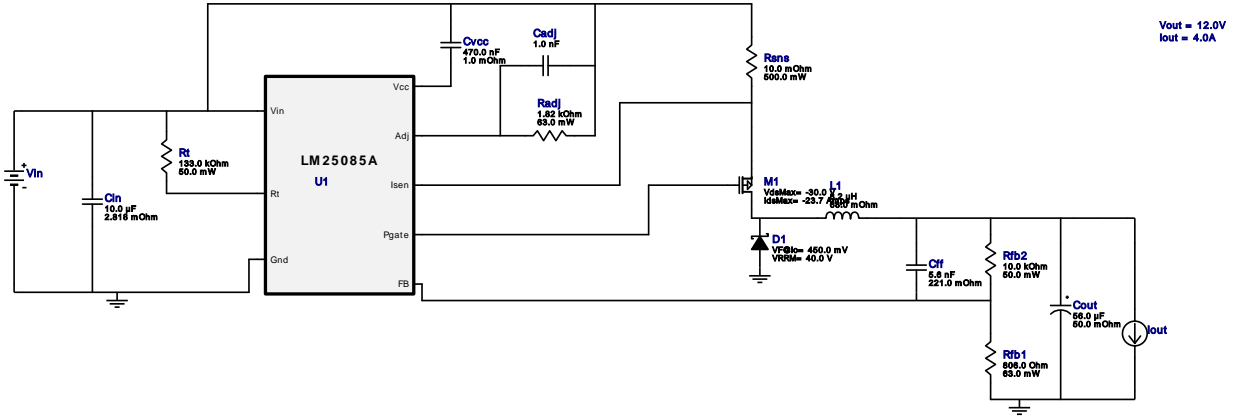 Vout = 12.0V
Iout = 4.0A
Cvcc
470.0 nF
1.0 mOhm
Cadj
1.0 nF
Rsns
10.0 mOhm
500.0 mW
Vcc
Radj
1.82 kOhm
63.0 mW
Vin
Adj
LM25085A
U1
Rt
133.0 kOhm
50.0 mW
Vin
+
-
Cin
10.0 µF
2.818 mOhm
Rt
Isen
M1
VdsMax= -30.0 V
IdsMax= -23.7
L1
µH
mOhm
Pgate
D1
VF@Io= 450.0 mV
VRRM= 40.0 V
Gnd
FB
Cff
5.6 nF
221.0 mOhm
Rfb2
10.0 kOhm
50.0 mW
+
Cout
56.0 µF
50.0 mOhm
Iout
Rfb1
806.0 Ohm
63.0 mW